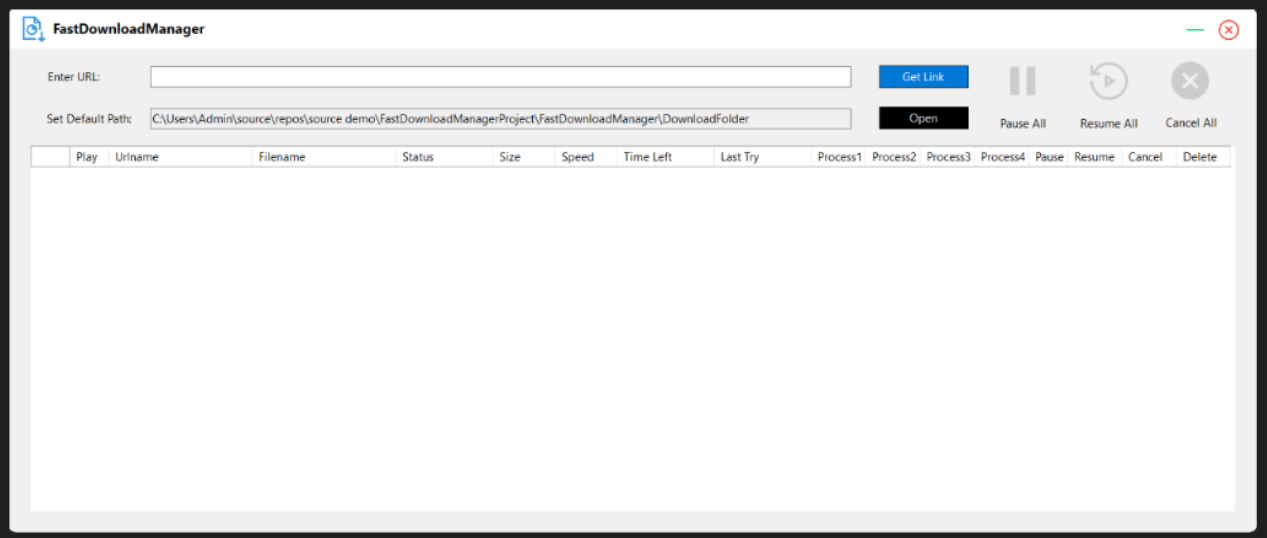 FastDownloadManager
Enter URL:
Get Link
Set Default Path:
C:\Users\Admin\source\repos\source demo\FastDownloadManagerProject\FastDownloadManager\DownloadFolder
Open
Pause All
Resume All
Cancel All
Play Urlname Filename Status Size Speed Time Left Last Try Process1 Process2 Process3 Process4 Pause Resume Cancel Delete